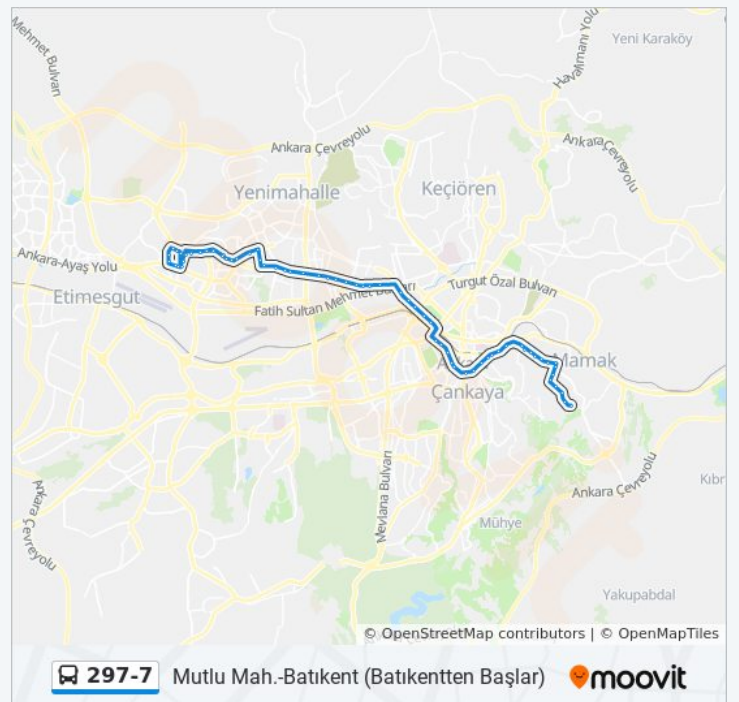 Mehmet Bulvarı
Yeni Karaköy
Havalimanı Yolu
Ankara Çevreyolu
Ankara Çevreyolu
Yenimahalle
Keçiören
Ankara-Ayaş Yolu
Etimesgut
Turgut Özal Bulvarı
Fatih Sultan Mehmet Bulvarı
Mamak
Çankaya
Mevlana Bulvarı
Ankara Çevreyolu
Ankara Çevreyolu
Kıbr
Mühye
Yakupabdal
© OpenStreetMap contributors | © OpenMapTiles
297-7 Mutlu Mah.-Batıkent (Batıkentten Başlar) moovit